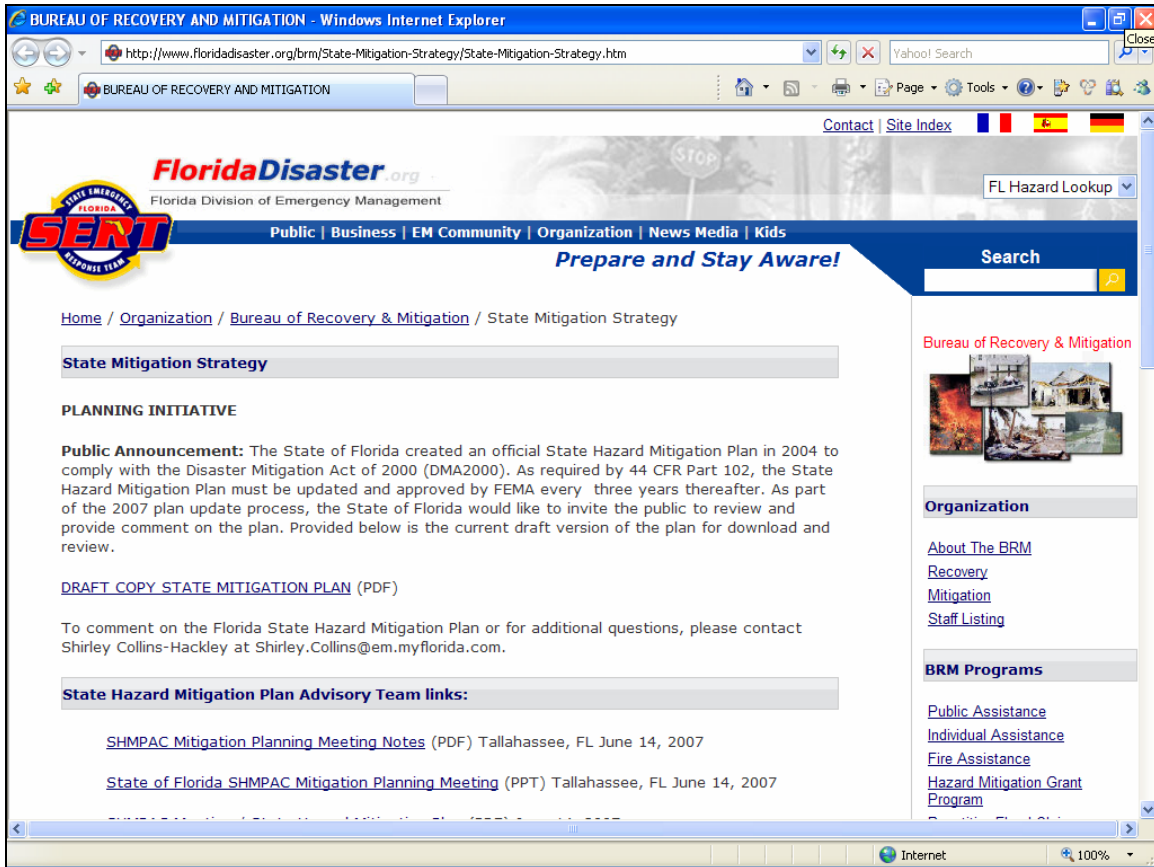 BUREAU OF RECOVERY AND MITIGATION - Windows Internet Explorer
Close
http://www.floridadisaster.org/brm/State-Mitigation-Strategy/State-Mitigation-Strategy.htm
Yahoo! Search
BUREAU OF RECOVERY AND MITIGATION
Page
Tools
Contact | Site Index
FloridaDisaster.org
Florida Division of Emergency Management
STOP
FL Hazard Lookup
STATE EMERGENCY
FLORIDA
SERT
RESPONSE TEAM
Public | Business | EM Community | Organization | News Media | Kids
Prepare and Stay Aware!
Search
Home / Organization / Bureau of Recovery & Mitigation / State Mitigation Strategy
State Mitigation Strategy
PLANNING INITIATIVE
Public Announcement: The State of Florida created an official State Hazard Mitigation Plan in 2004 to
comply with the Disaster Mitigation Act of 2000 (DMA2000). As required by 44 CFR Part 102, the State
Hazard Mitigation Plan must be updated and approved by FEMA every three years thereafter. As part
of the 2007 plan update process, the State of Florida would like to invite the public to review and
provide comment on the plan. Provided below is the current draft version of the plan for download and
review.
DRAFT COPY STATE MITIGATION PLAN (PDF)
To comment on the Florida State Hazard Mitigation Plan or for additional questions, please contact
Shirley Collins-Hackley at Shirley.Collins@em.myflorida.com.
State Hazard Mitigation Plan Advisory Team links:
SHMPAC Mitigation Planning Meeting Notes (PDF) Tallahassee, FL June 14, 2007
State of Florida SHMPAC Mitigation Planning Meeting (PPT) Tallahassee, FL June 14, 2007
Bureau of Recovery & Mitigation
Organization
About The BRM
Recovery
Mitigation
Staff Listing
BRM Programs
Public Assistance
Individual Assistance
Fire Assistance
Hazard Mitigation Grant
Program
Internet
100%